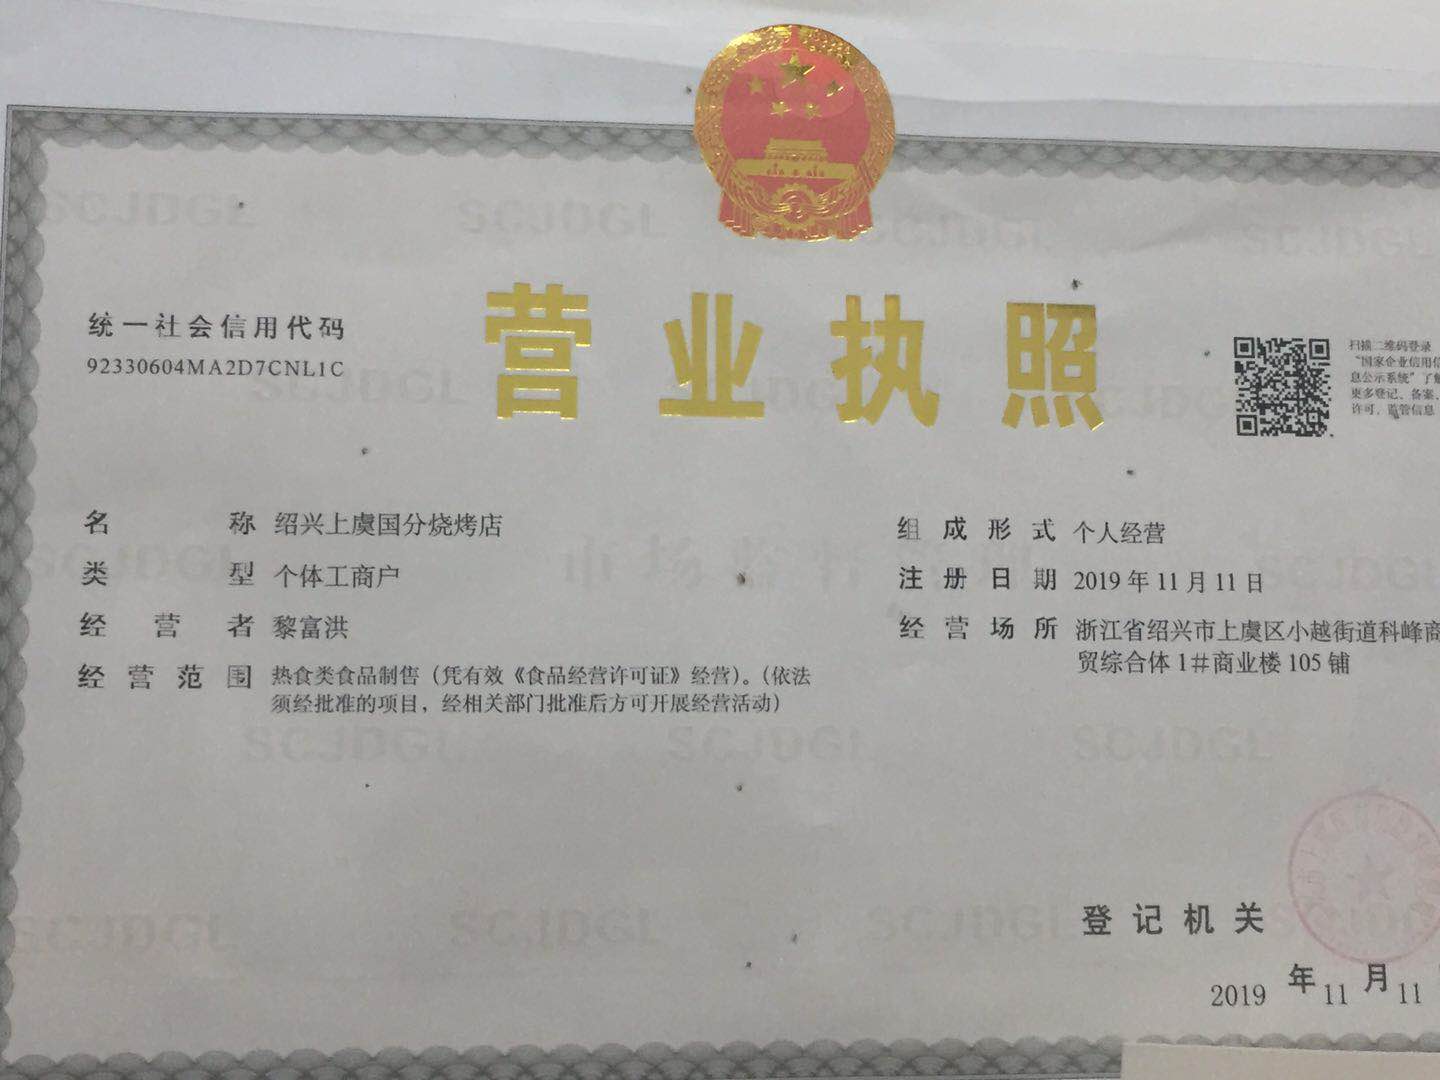 营业执照
统一社会信用代码
92330604MA2D7CNL1C
扫描二维码登录
“国家企业信用信
息公示系统”了解
更多登记、备案、
许可、监管信息
名称 绍兴上虞国分烧烤店
类型 个体工商户
经营者 黎富洪
经营范围 热食类食品制售（凭有效《食品经营许可证》经营）。（依法
须经批准的项目，经相关部门批准后方可开展经营活动）
组成形式 个人经营
注册日期 2019年11月11日
经营场所 浙江省绍兴市上虞区小越街道科峰商
贸综合体1#商业楼105铺
登记机关
2019 年 11 月 11
SCJDGL